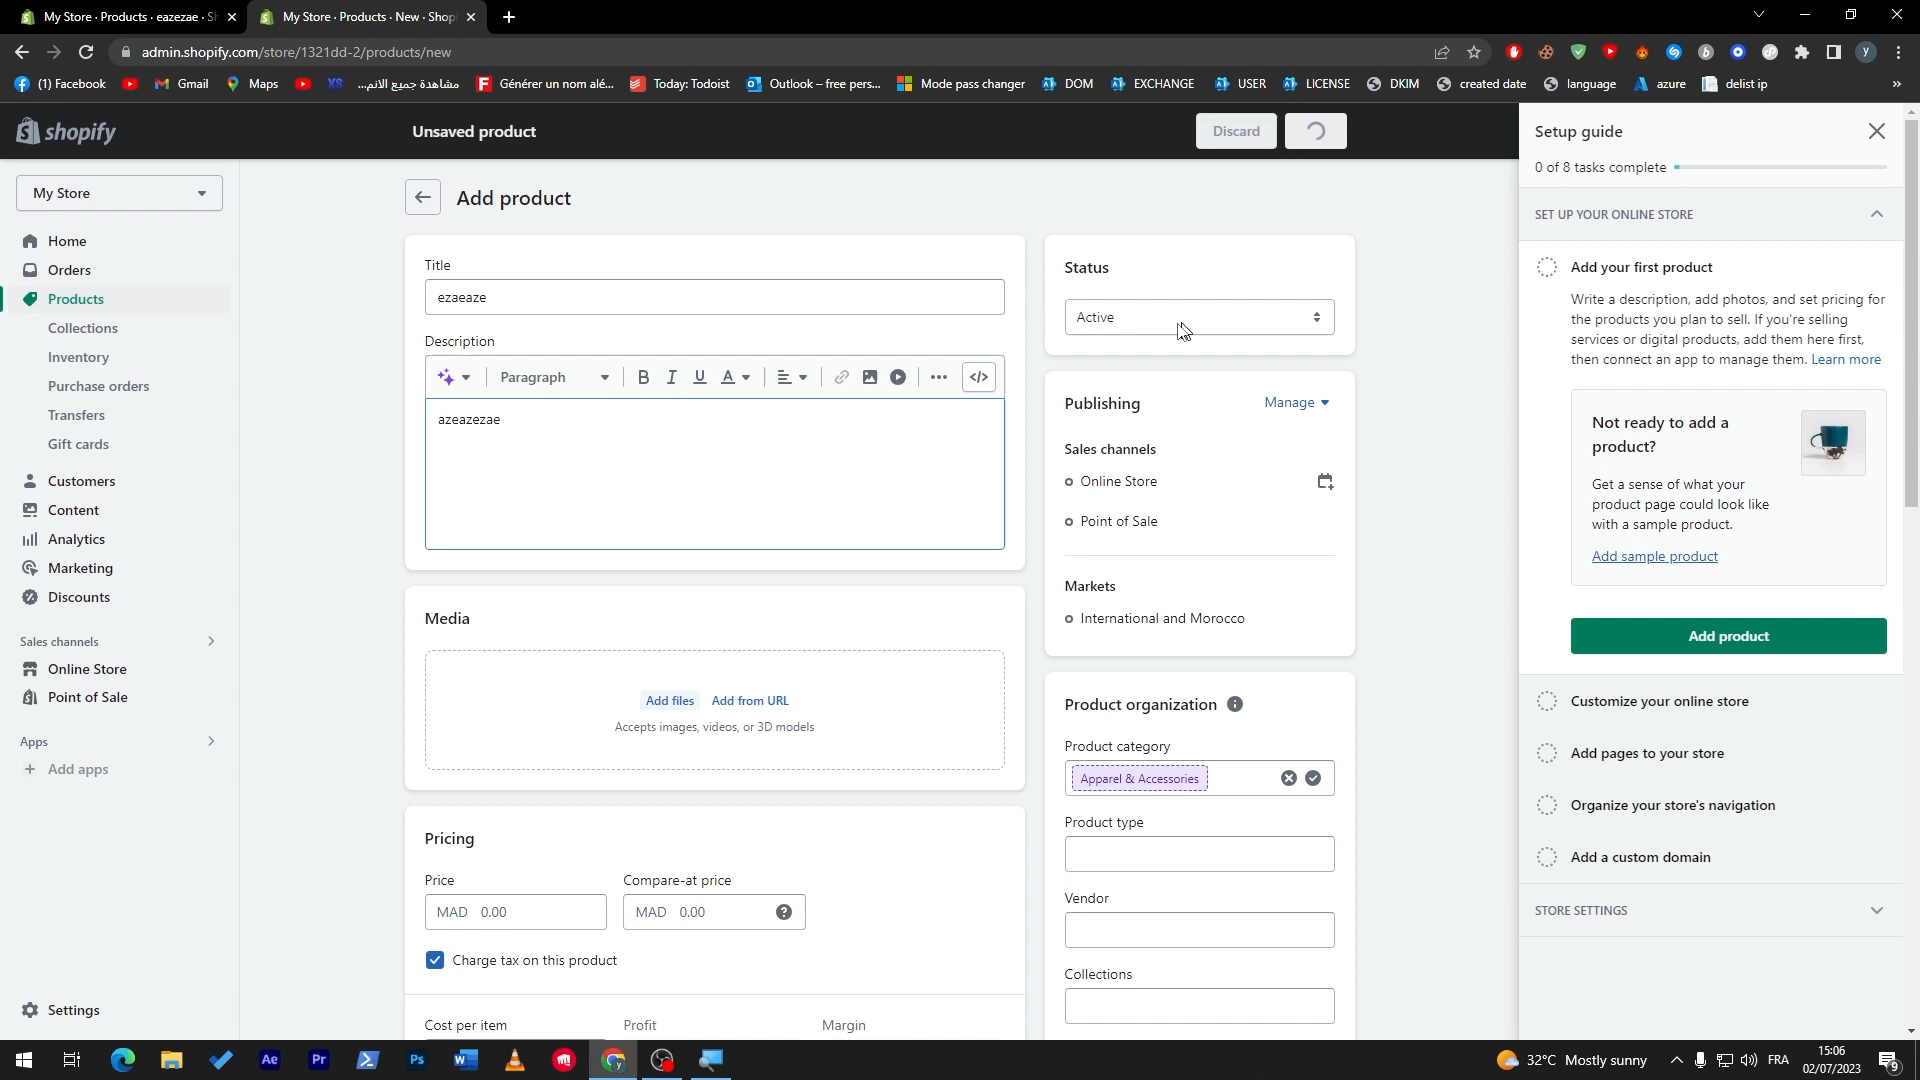 My Store · Products · eazezae · Sh
My Store · Products · New · Shopi
admin.shopify.com/store/1321dd-2/products/new
(1) Facebook
Gmail
Maps
مشاهدة جميع الانم...
Générer un nom alé...
Today: Todoist
Outlook – free pers...
Mode pass changer
DOM
EXCHANGE
USER
LICENSE
DKIM
created date
language
azure
delist ip
»
shopify
Unsaved product
Discard
Setup guide
0 of 8 tasks complete
My Store
Home
Orders
Products
Collections
Inventory
Purchase orders
Transfers
Gift cards
Customers
Content
Analytics
Marketing
Discounts
Sales channels
Online Store
Point of Sale
Apps
Add apps
Settings
Add product
Title
ezaeaze
Description
Paragraph
B I U A
azeazezae
Media
Add files Add from URL
Accepts images, videos, or 3D models
Pricing
Price
Compare-at price
MAD 0.00
MAD 0.00
Charge tax on this product
Cost per item
Profit
Margin
Status
Active
Publishing
Manage
Sales channels
Online Store
Point of Sale
Markets
International and Morocco
Product organization
Product category
Apparel & Accessories
Product type
Vendor
Collections
SET UP YOUR ONLINE STORE
Add your first product
Write a description, add photos, and set pricing for
the products you plan to sell. If you're selling
services or digital products, add them here first,
then connect an app to manage them. Learn more
Not ready to add a
product?
Get a sense of what your
product page could look like
with a sample product.
Add sample product
Add product
Customize your online store
Add pages to your store
Organize your store's navigation
Add a custom domain
STORE SETTINGS
Ae
Pr
Ps
32°C Mostly sunny
FRA
15:06
02/07/2023
9